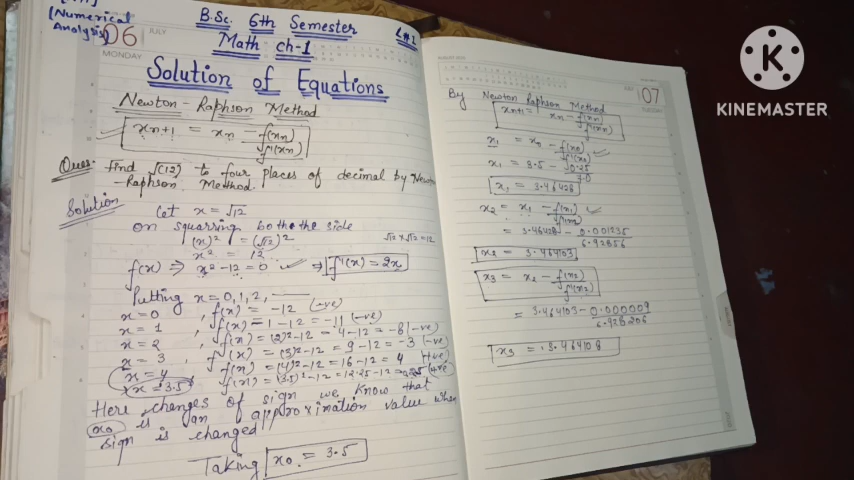 (Numerical
Analysis)
06
JULY
MONDAY
B.Sc. 6th Semester
Math ch-1
Solution of Equations
Newton-Raphson Method
xn+1 = xn - f(xn)/f'(xn)
Ques. find √(12) to four places of decimal by Newton
-Raphson Method.
Solution
Let x = √12
on squarring both the side
(x)² = (√12)²
√12 x √12 = 12
x² = 12
f(x) ⇒ x² - 12 = 0 ⇒ f'(x) = 2x
Putting x = 0, 1, 2, ——
x = 0 , f(x) = -12 (-ve)
x = 1 , f(x) = 1 - 12 = -11 (-ve)
x = 2 , f(x) = (2)² - 12 = 4 - 12 = -8 (-ve)
x = 3 , f(x) = (3)² - 12 = 9 - 12 = -3 (-ve)
x = 4 f(x) = (4)² - 12 = 16 - 12 = 4 (+ve)
x = 3.5 f(x) = (3.5)² - 12 = 12.25 - 12 = 0.25 (+ve)
Here changes of sign we know that
x0 is an approximation value when
sign is changed
Taking x0 = 3.5
07
TUESDAY
By Newton Raphson Method
xn+1 = xn - f(xn)/f'(xn)
x1 = xn - f(x0)/f'(x0)
x1 = 3.5 - 0.25/7.0
x1 = 3.46428
x2 = x1 - f(x1)/f'(x1)
= 3.46428 - 0.001235/6.92856
x2 = 3.464103
x3 = x2 - f(x2)/f'(x2)
= 3.464103 - 0.000009/6.928206
x3 = 3.464108
K
KINEMASTER